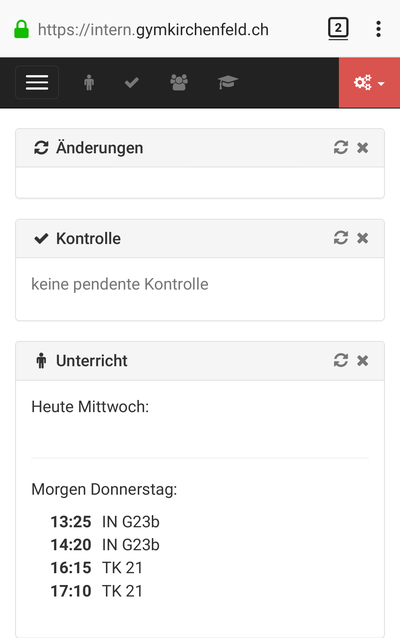 https://intern.gymkirchenfeld.ch 2
Änderungen
Kontrolle
keine pendente Kontrolle
Unterricht
Heute Mittwoch:
Morgen Donnerstag:
13:25 IN G23b
14:20 IN G23b
16:15 TK 21
17:10 TK 21